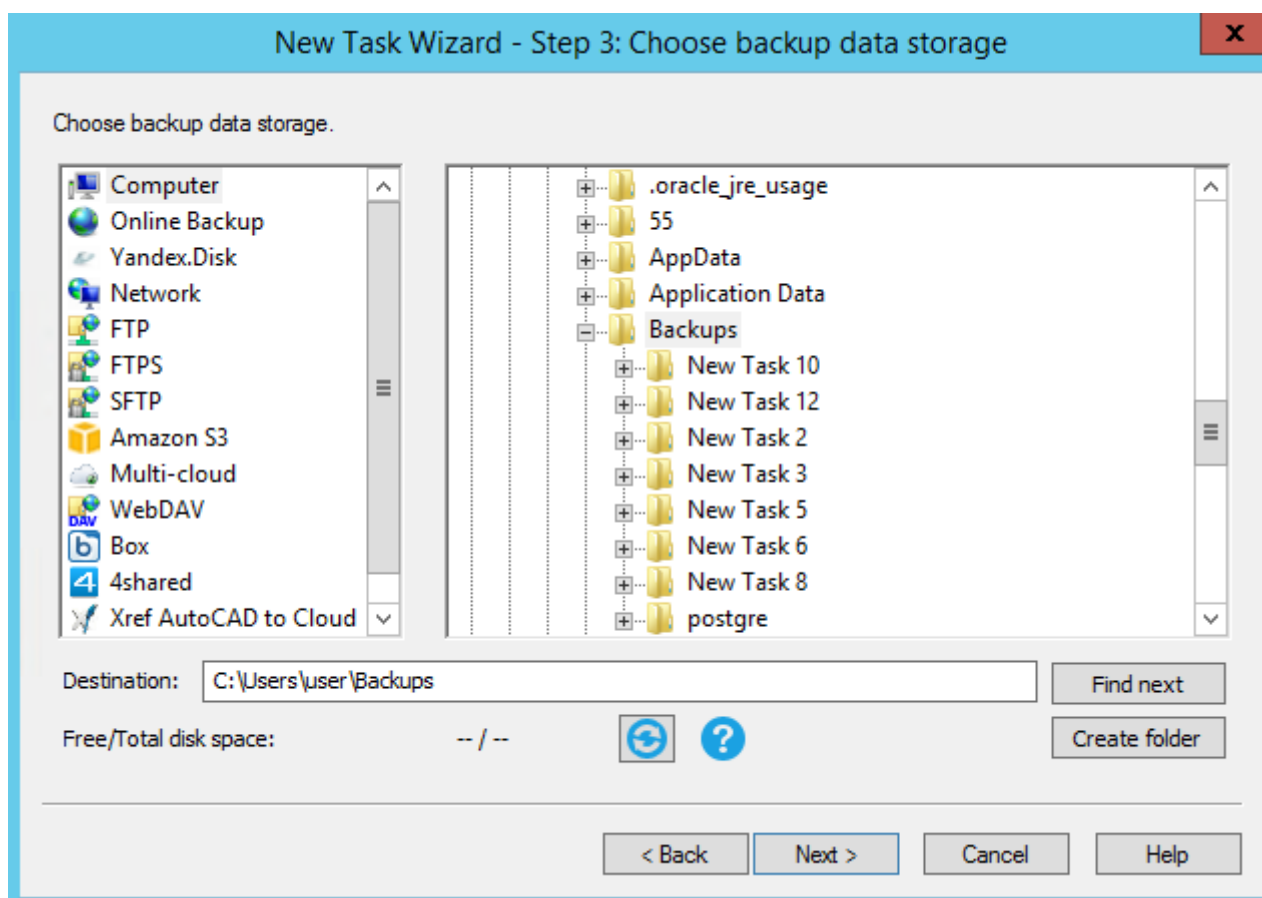 New Task Wizard - Step 3: Choose backup data storage
x
Choose backup data storage.
Computer
Online Backup
Yandex.Disk
Network
FTP
FTPS
SFTP
Amazon S3
Multi-cloud
DAV
WebDAV
b
Box
4
4shared
Xref AutoCAD to Cloud
.oracle_jre_usage
55
AppData
Application Data
Backups
New Task 10
New Task 12
New Task 2
New Task 3
New Task 5
New Task 6
New Task 8
postgre
Destination:
C:\Users\user\Backups
Find next
Free/Total disk space:
-- / --
?
Create folder
< Back
Next >
Cancel
Help